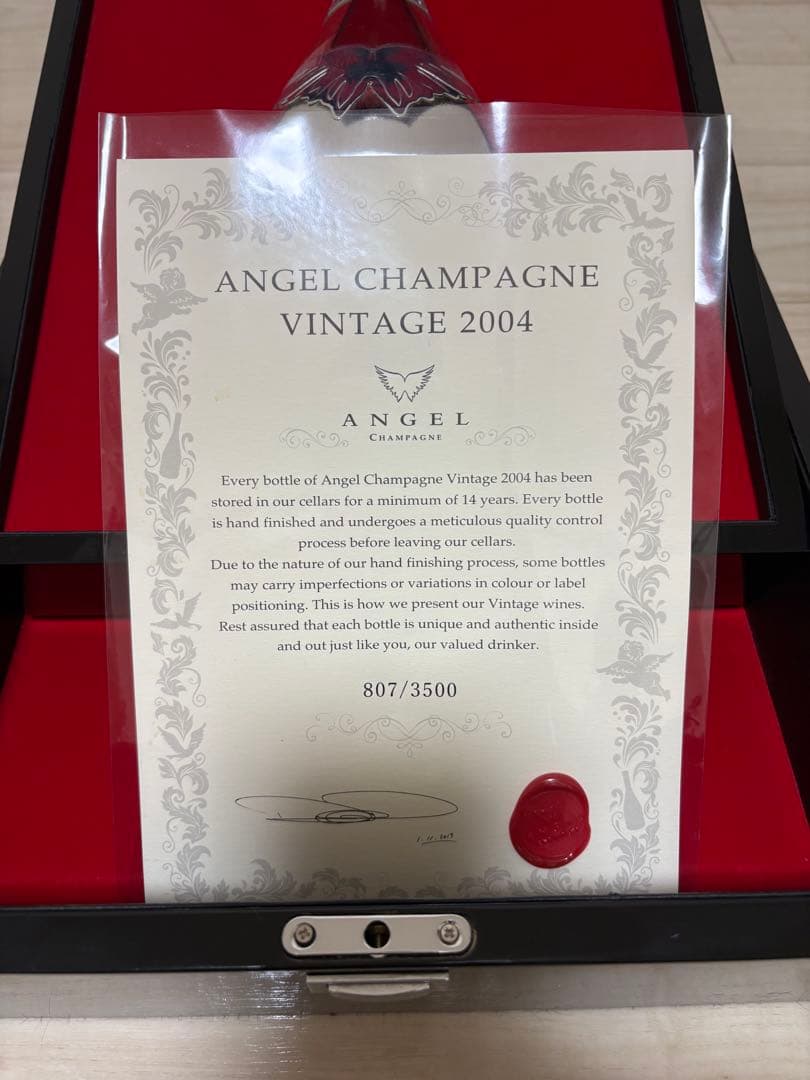 ANGEL CHAMPAGNE
VINTAGE 2004
ANGEL
CHAMPAGNE
Every bottle of Angel Champagne Vintage 2004 has been
stored in our cellars for a minimum of 14 years. Every bottle
is hand finished and undergoes a meticulous quality control
process before leaving our cellars.
Due to the nature of our hand finishing process, some bottles
may carry imperfections or variations in colour or label
positioning. This is how we present our Vintage wines.
Rest assured that each bottle is unique and authentic inside
and out just like you, our valued drinker.
807/3500
1.11.2019